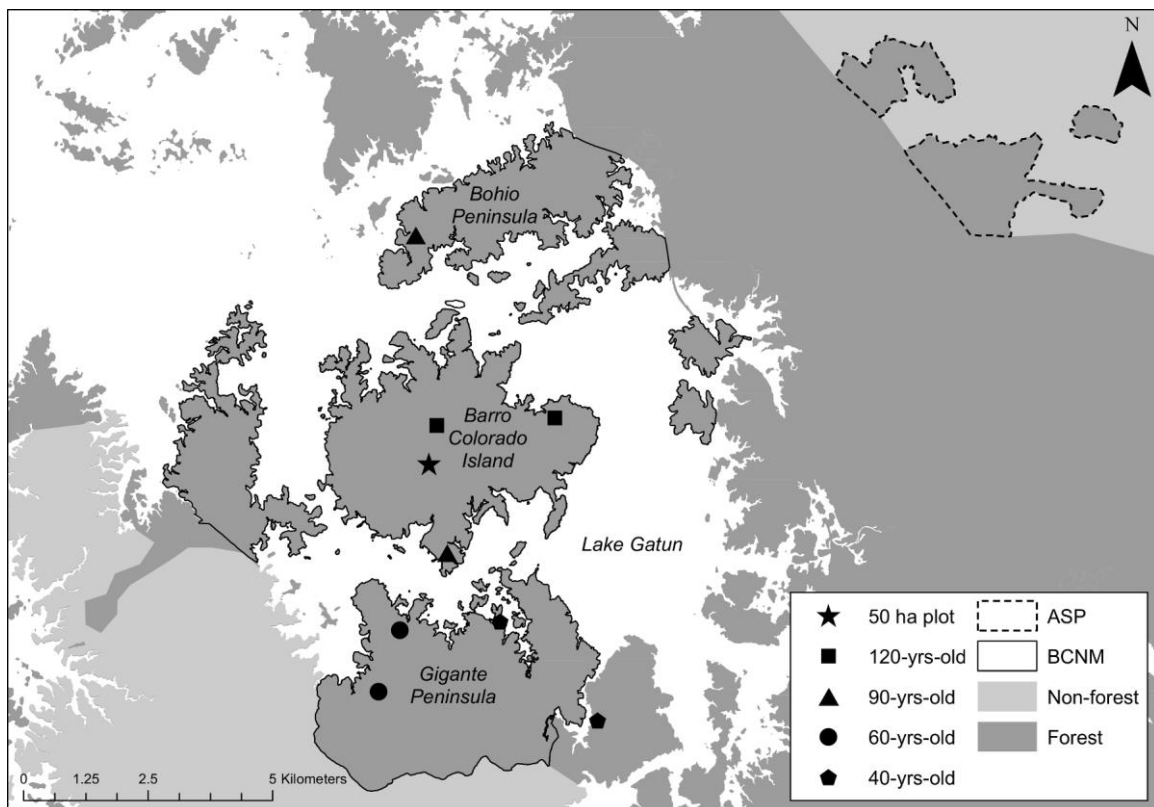 N
Bohio
Peninsula
Barro
Colorado
Island
Lake Gatun
Gigante
Peninsula
50 ha plot
120-yrs-old
90-yrs-old
60-yrs-old
40-yrs-old
ASP
BCNM
Non-forest
Forest
0 1.25 2.5 5 Kilometers